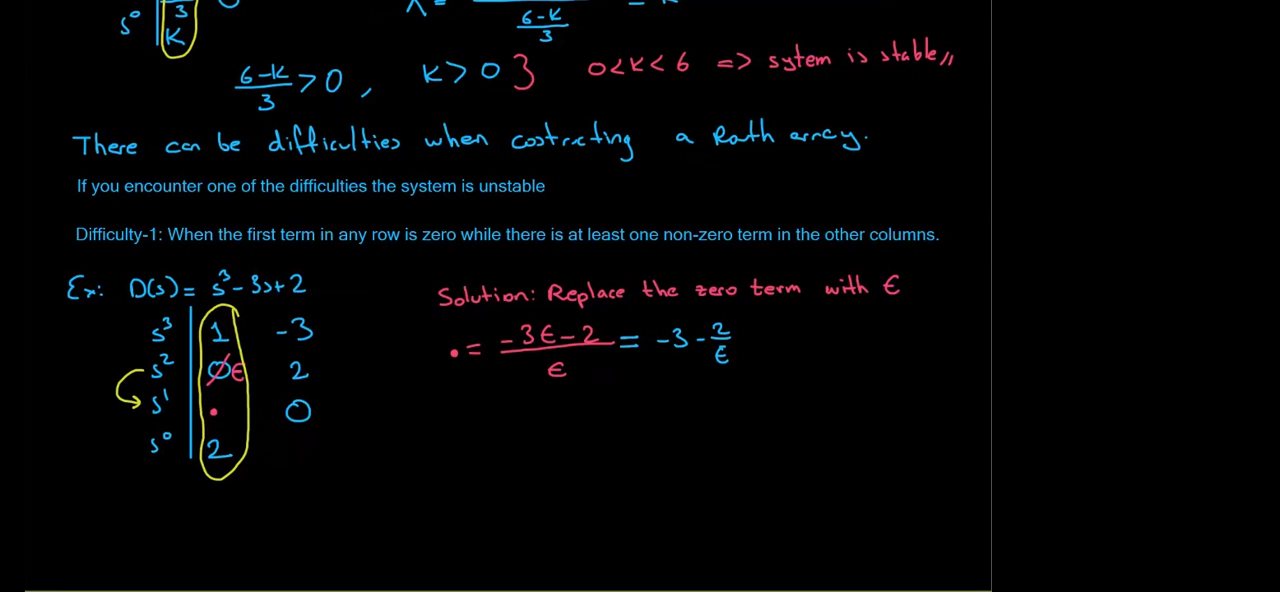 s⁰ | 3 0
K
λ = 6-K/3 = K
6-K/3 > 0 , K > 0 } 0<K<6 => sytem is stable,,
There can be difficulties when costrcting a Routh array.
If you encounter one of the difficulties the system is unstable
Difficulty-1: When the first term in any row is zero while there is at least one non-zero term in the other columns.
Ex: D(s) = s³ - 3s + 2
Solution: Replace the zero term with ϵ
s³ | 1 -3
• = -3ϵ-2/ϵ = -3 - 2/ϵ
s² | 0 ϵ 2
s¹ | • 0
s⁰ | 2